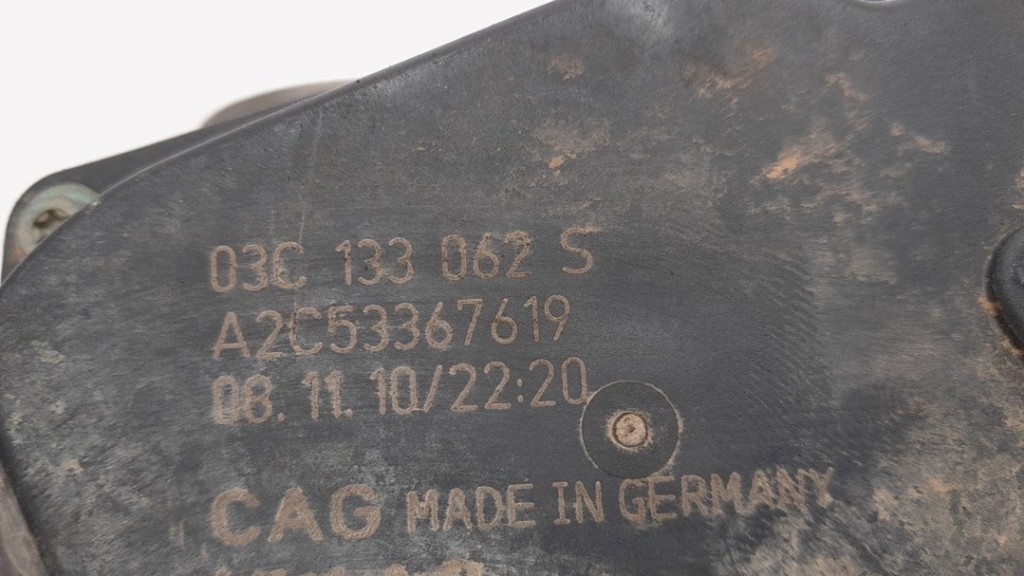 03C 133 062 S
A2C53367619
08.11.10/22:20
CAG MADE IN GERMANY